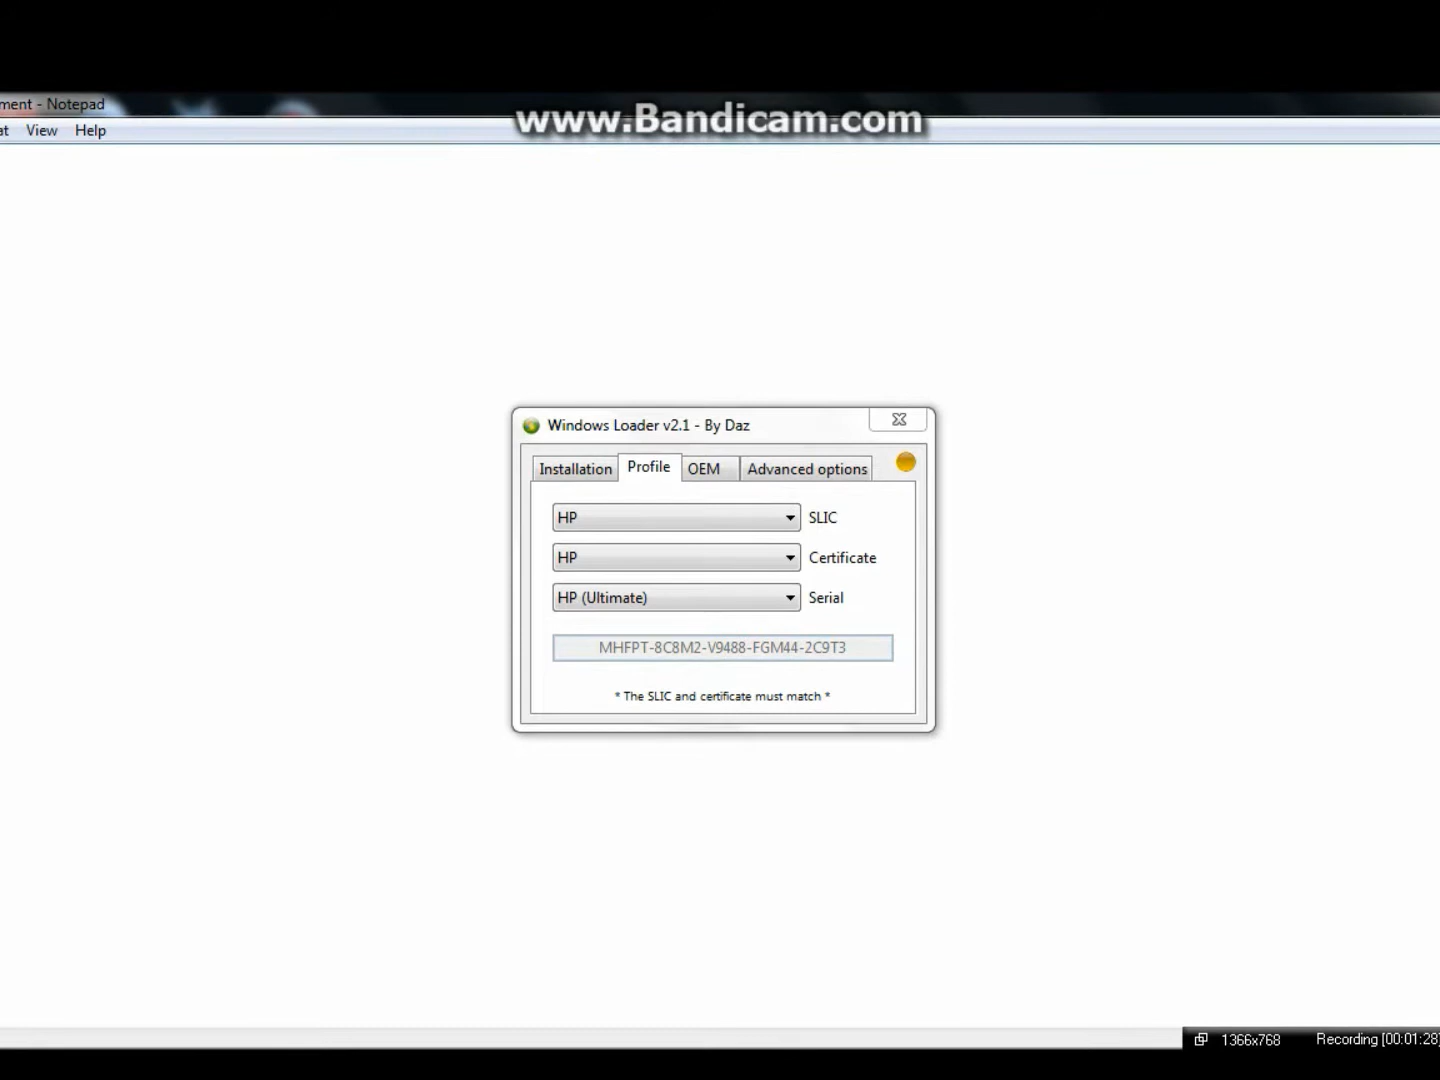 ment - Notepad
www.Bandicam.com
at View Help
Windows Loader v2.1 - By Daz
Installation Profile OEM Advanced options
HP SLIC
HP Certificate
HP (Ultimate) Serial
MHFPT-8C8M2-V9488-FGM44-2C9T3
* The SLIC and certificate must match *
1366x768 Recording [00:01:28]